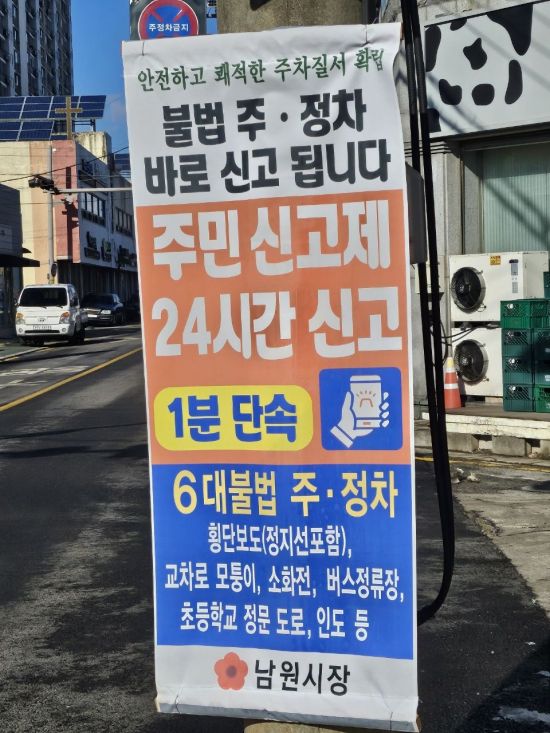 주정차금지
안전하고 쾌적한 주차질서 확립
불법 주·정차
바로 신고 됩니다
주민 신고제
24시간 신고
1분 단속
6대불법 주·정차
횡단보도(정지선포함),
교차로 모퉁이, 소화전, 버스정류장,
초등학교 정문 도로, 인도 등
남원시장